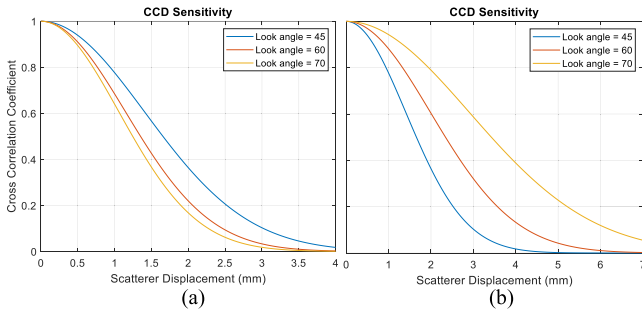 CCD Sensitivity
Cross Correlation Coefficient
1
0.8
0.6
0.4
0.2
0
Look angle = 45
Look angle = 60
Look angle = 70
0 0.5 1 1.5 2 2.5 3 3.5 4
Scatterer Displacement (mm)
(a)
CCD Sensitivity
Look angle = 45
Look angle = 60
Look angle = 70
0 1 2 3 4 5 6 7
Scatterer Displacement (mm)
(b)